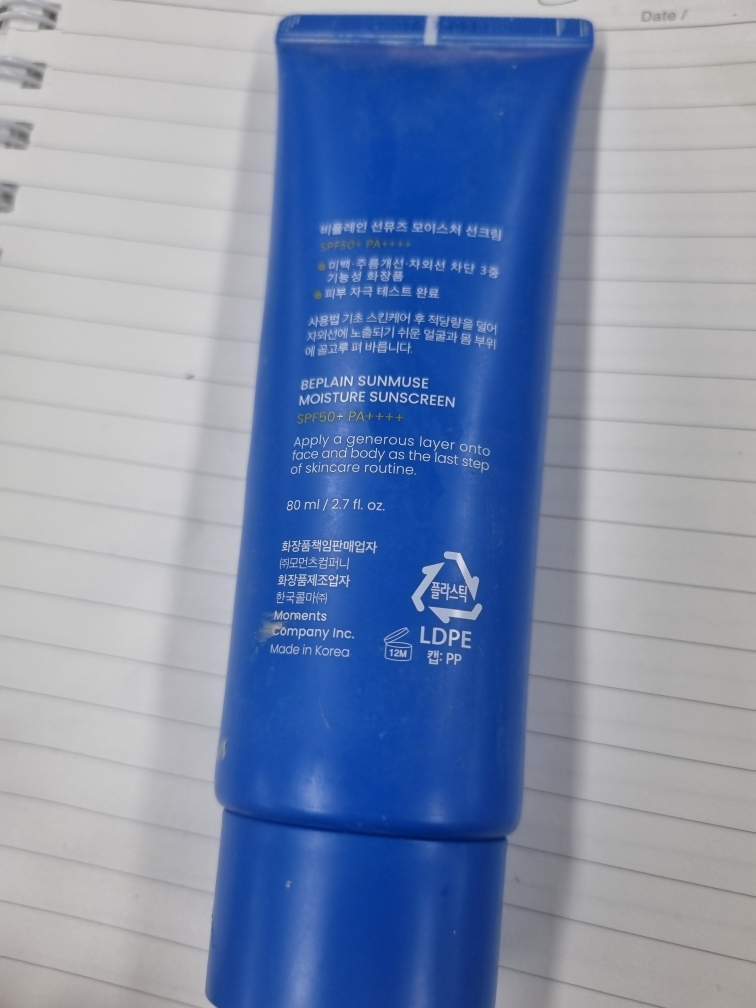 Date /
비플레인 선뮤즈 모이스처 선크림
SPF50+ PA++++
미백·주름개선·자외선 차단 3중
기능성 화장품
피부 자극 테스트 완료
사용법 기초 스킨케어 후 적당량을 덜어
자외선에 노출되기 쉬운 얼굴과 몸 부위
에 골고루 펴 바릅니다.
BEPLAIN SUNMUSE
MOISTURE SUNSCREEN
SPF50+ PA++++
Apply a generous layer onto
face and body as the last step
of skincare routine.
80 ml / 2.7 fl. oz.
화장품책임판매업자
㈜모먼츠컴퍼니
화장품제조업자
한국콜마㈜
Moments
Company Inc.
Made in Korea
플라스틱
LDPE
캡: PP
12M